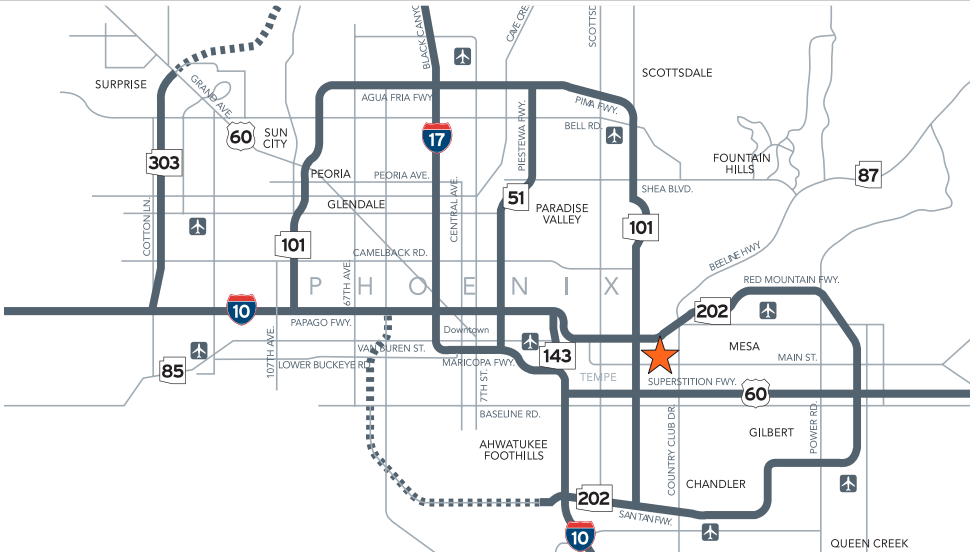 BLACK CANYO
CAVE CRE
SCOTTSD
SCOTTSDALE
SURPRISE
GRAND AVE.
AGUA FRIA FWY.
PIMA FWY.
60
SUN
CITY
17
PIESTEWA FWY.
BELL RD.
303
FOUNTAIN
HILLS
87
PEORIA
PEORIA AVE.
51
SHEA BLVD.
GLENDALE
CENTRAL AVE.
PARADISE
VALLEY
COTTON LN.
101
101
CAMELBACK RD.
BEELINE HWY
PHOENIX
67TH AVE.
RED MOUNTAIN FWY.
10
202
PAPAGO FWY.
Downtown
107TH AVE.
VAN BUREN ST.
143
MESA
85
LOWER BUCKEYE RD.
MARICOPA FWY.
MAIN ST.
TEMPE
SUPERSTITION FWY.
60
7TH ST.
BASELINE RD.
COUNTRY CLUB DR.
POWER RD.
GILBERT
AHWATUKEE
FOOTHILLS
CHANDLER
202
SANTAN FWY.
10
QUEEN CREEK